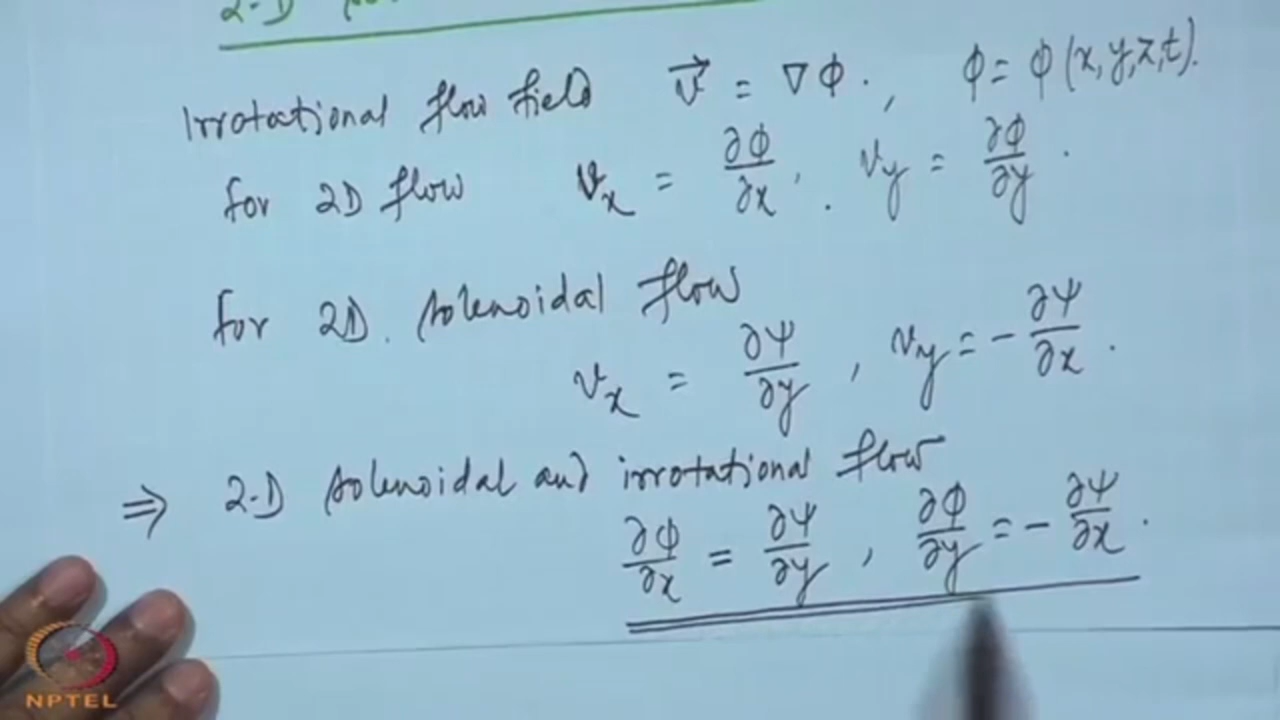 2-D
Irrotational flow field v⃗ = ∇ϕ. , ϕ = ϕ(x, y, z, t).
for 2D flow v_x = ∂ϕ/∂x, . v_y = ∂ϕ/∂y .
for 2D. solenoidal flow
v_x = ∂ψ/∂y , v_y = - ∂ψ/∂x .
⇒ 2-D solenoidal and irrotational flow
∂ϕ/∂x = ∂ψ/∂y , ∂ϕ/∂y = - ∂ψ/∂x .
NPTEL